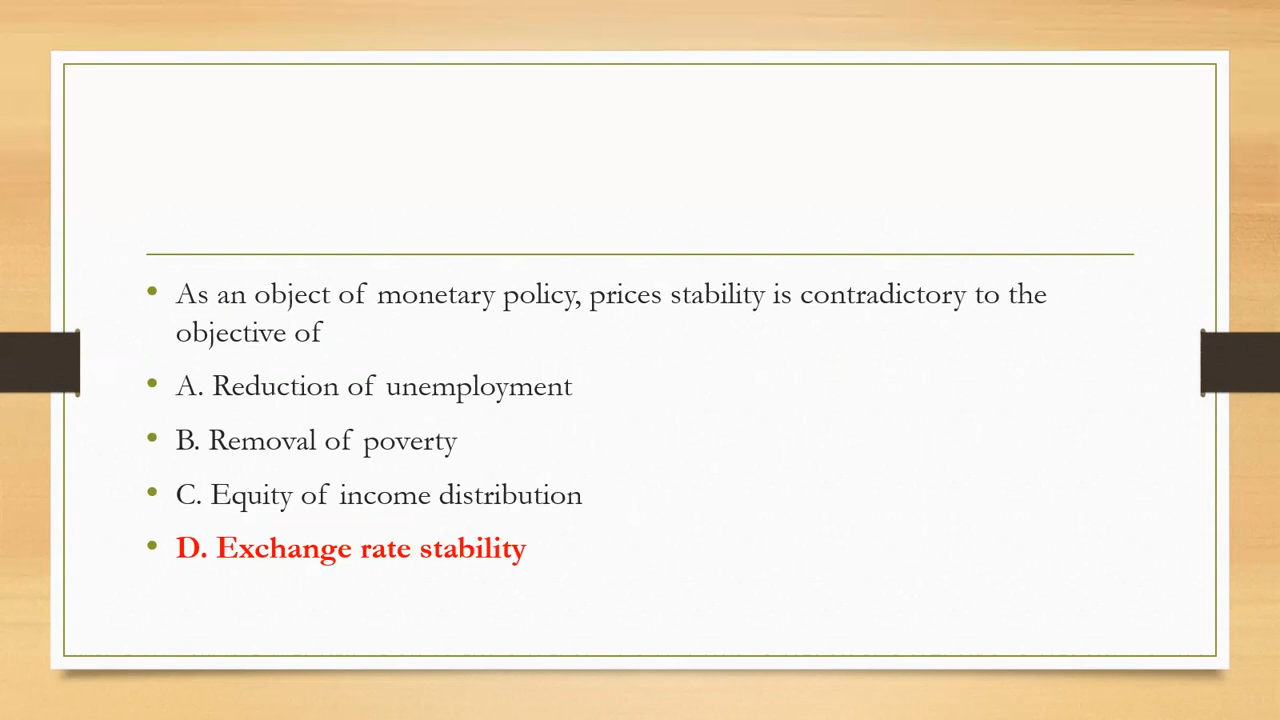 • As an object of monetary policy, prices stability is contradictory to the
objective of
• A. Reduction of unemployment
• B. Removal of poverty
• C. Equity of income distribution
• D. Exchange rate stability